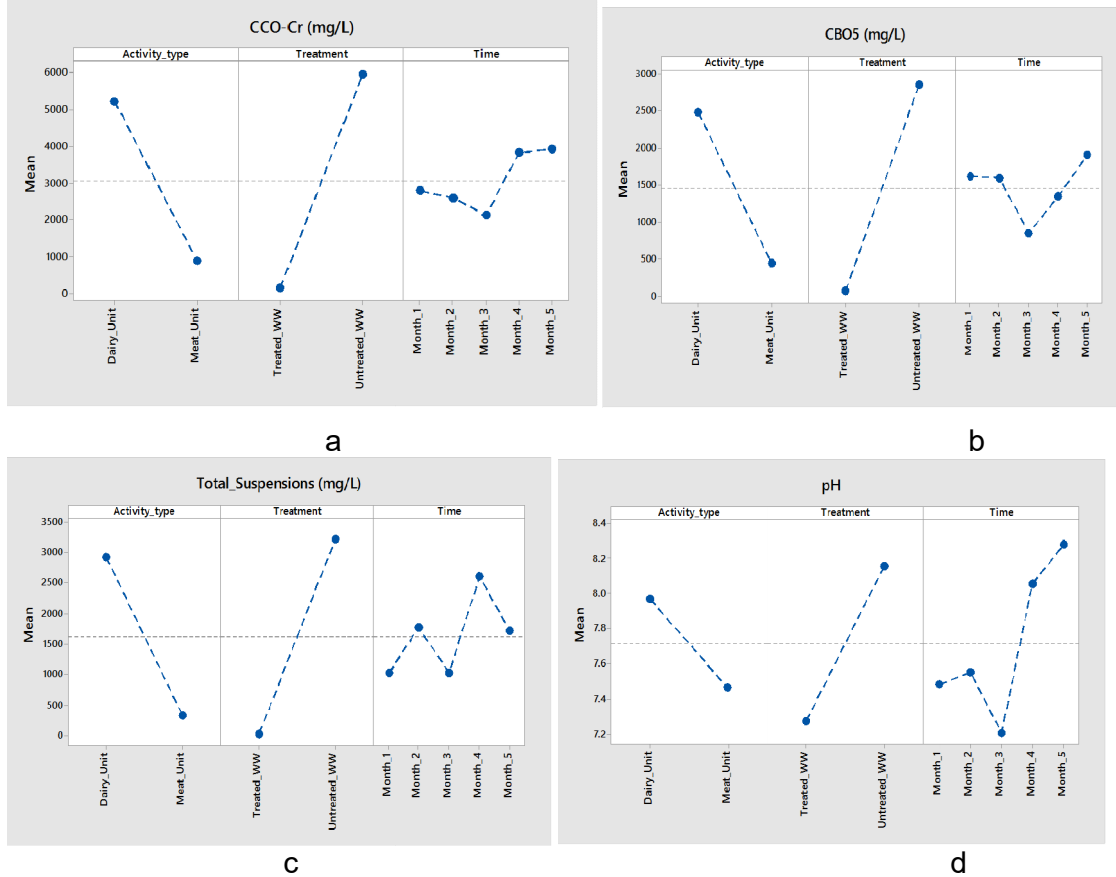 CCO-Cr (mg/L)
Activity_type Treatment Time
6000
5000
4000
3000
2000
1000
0
Mean
Dairy_Unit Meat_Unit Treated_WW Untreated_WW Month_1 Month_2 Month_3 Month_4 Month_5
a
CBO5 (mg/L)
Activity_type Treatment Time
3000
2500
2000
1500
1000
500
0
Mean
Dairy_Unit Meat_Unit Treated_WW Untreated_WW Month_1 Month_2 Month_3 Month_4 Month_5
b
Total_Suspensions (mg/L)
Activity_type Treatment Time
3500
3000
2500
2000
1500
1000
500
0
Mean
Dairy_Unit Meat_Unit Treated_WW Untreated_WW Month_1 Month_2 Month_3 Month_4 Month_5
c
pH
Activity_type Treatment Time
8.4
8.2
8.0
7.8
7.6
7.4
7.2
Mean
Dairy_Unit Meat_Unit Treated_WW Untreated_WW Month_1 Month_2 Month_3 Month_4 Month_5
d